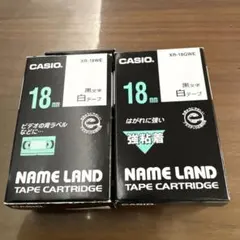 CASIO
XR-18WE
18mm
黒文字
白テープ
ビデオの背ラベル
などに…
NAME LAND
TAPE CARTRIDGE
CASIO
XR-18GWE
18mm
黒文字
白テープ
はがれに強い
強粘着
NAME LAND
TAPE CARTRIDGE